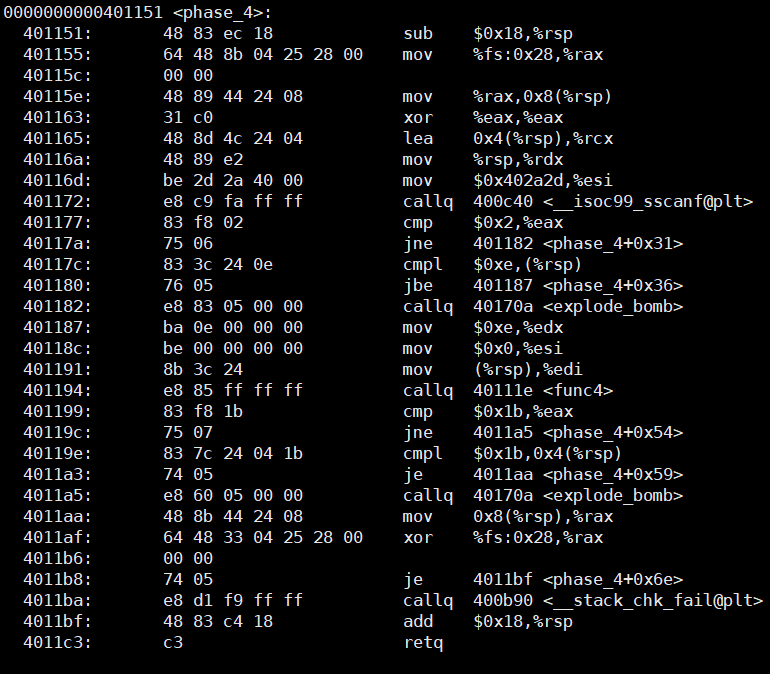 0000000000401151 <phase_4>:
401151: 48 83 ec 18 sub $0x18,%rsp
401155: 64 48 8b 04 25 28 00 mov %fs:0x28,%rax
40115c: 00 00
40115e: 48 89 44 24 08 mov %rax,0x8(%rsp)
401163: 31 c0 xor %eax,%eax
401165: 48 8d 4c 24 04 lea 0x4(%rsp),%rcx
40116a: 48 89 e2 mov %rsp,%rdx
40116d: be 2d 2a 40 00 mov $0x402a2d,%esi
401172: e8 c9 fa ff ff callq 400c40 <__isoc99_sscanf@plt>
401177: 83 f8 02 cmp $0x2,%eax
40117a: 75 06 jne 401182 <phase_4+0x31>
40117c: 83 3c 24 0e cmpl $0xe,(%rsp)
401180: 76 05 jbe 401187 <phase_4+0x36>
401182: e8 83 05 00 00 callq 40170a <explode_bomb>
401187: ba 0e 00 00 00 mov $0xe,%edx
40118c: be 00 00 00 00 mov $0x0,%esi
401191: 8b 3c 24 mov (%rsp),%edi
401194: e8 85 ff ff ff callq 40111e <func4>
401199: 83 f8 1b cmp $0x1b,%eax
40119c: 75 07 jne 4011a5 <phase_4+0x54>
40119e: 83 7c 24 04 1b cmpl $0x1b,0x4(%rsp)
4011a3: 74 05 je 4011aa <phase_4+0x59>
4011a5: e8 60 05 00 00 callq 40170a <explode_bomb>
4011aa: 48 8b 44 24 08 mov 0x8(%rsp),%rax
4011af: 64 48 33 04 25 28 00 xor %fs:0x28,%rax
4011b6: 00 00
4011b8: 74 05 je 4011bf <phase_4+0x6e>
4011ba: e8 d1 f9 ff ff callq 400b90 <__stack_chk_fail@plt>
4011bf: 48 83 c4 18 add $0x18,%rsp
4011c3: c3 retq